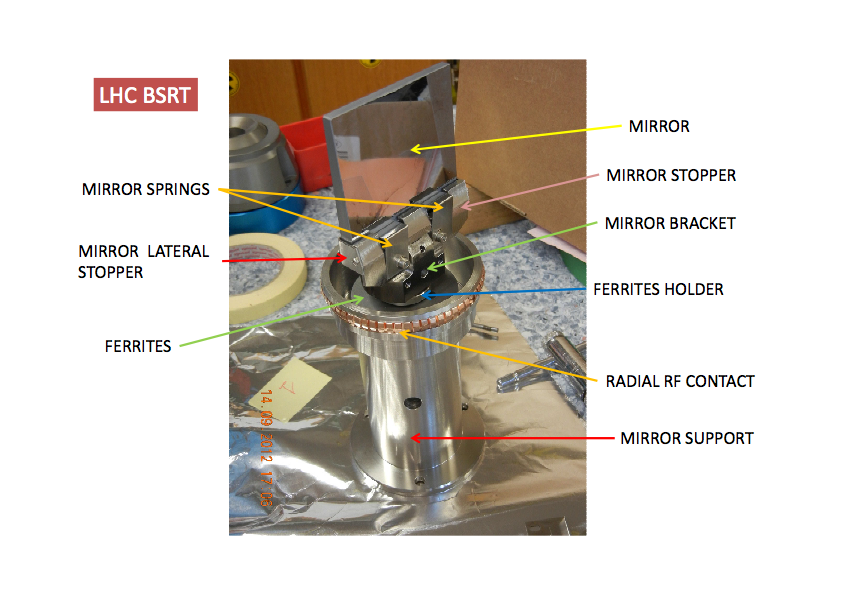 LHC BSRT
MIRROR
MIRROR STOPPER
MIRROR SPRINGS
MIRROR BRACKET
MIRROR LATERAL
STOPPER
FERRITES HOLDER
FERRITES
RADIAL RF CONTACT
MIRROR SUPPORT